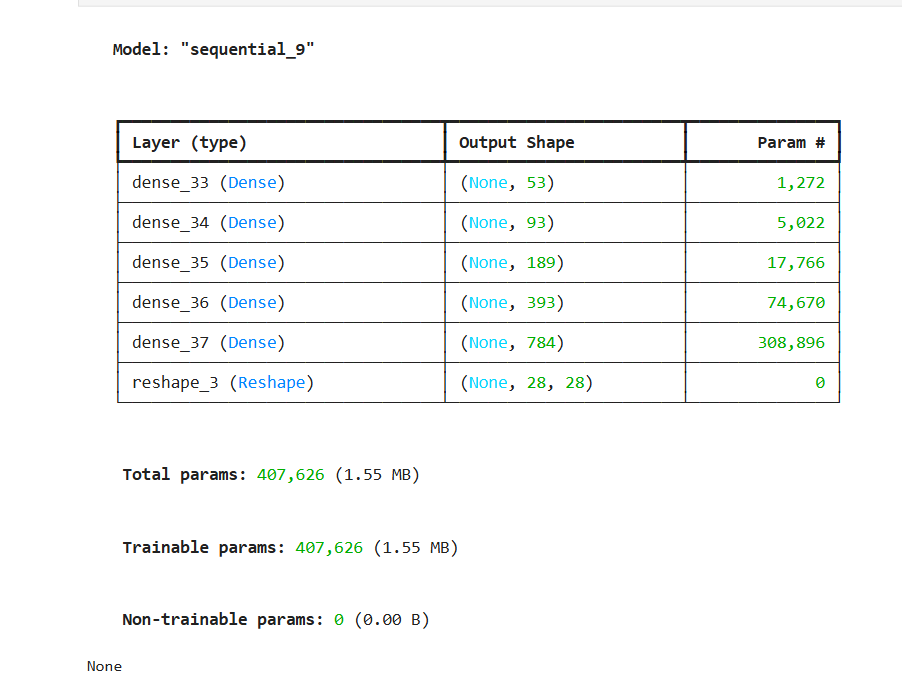 Model: "sequential_9"
Layer (type) Output Shape Param #
dense_33 (Dense) (None, 53) 1,272
dense_34 (Dense) (None, 93) 5,022
dense_35 (Dense) (None, 189) 17,766
dense_36 (Dense) (None, 393) 74,670
dense_37 (Dense) (None, 784) 308,896
reshape_3 (Reshape) (None, 28, 28) 0
Total params: 407,626 (1.55 MB)
Trainable params: 407,626 (1.55 MB)
Non-trainable params: 0 (0.00 B)
None